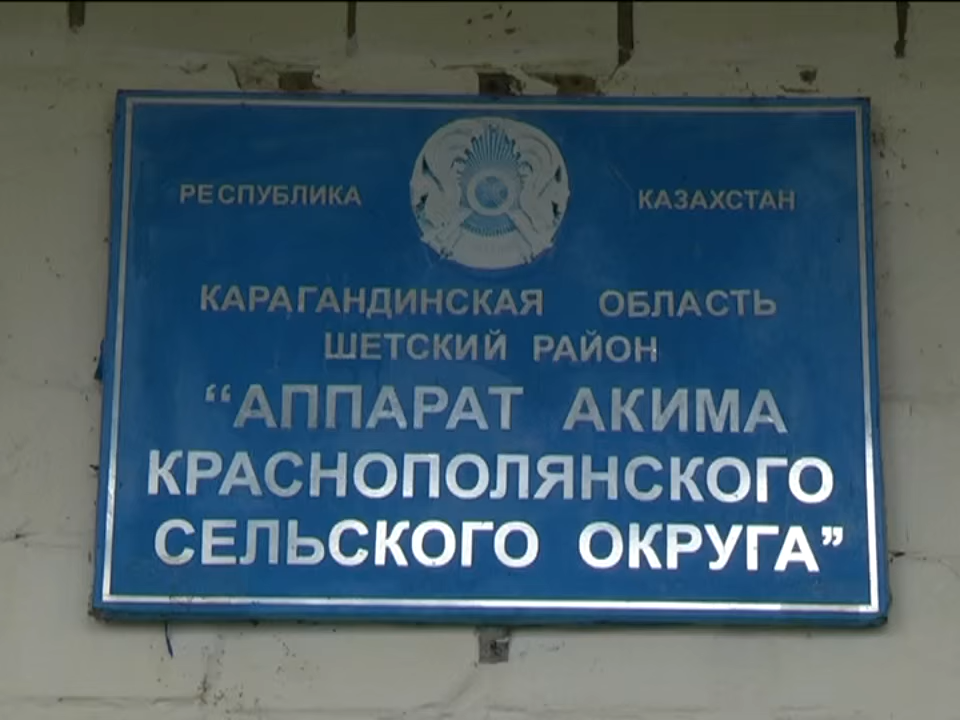 РЕСПУБЛИКА КАЗАХСТАН
КАРАГАНДИНСКАЯ ОБЛАСТЬ
ШЕТСКИЙ РАЙОН
“АППАРАТ АКИМА
КРАСНОПОЛЯНСКОГО
СЕЛЬСКОГО ОКРУГА”